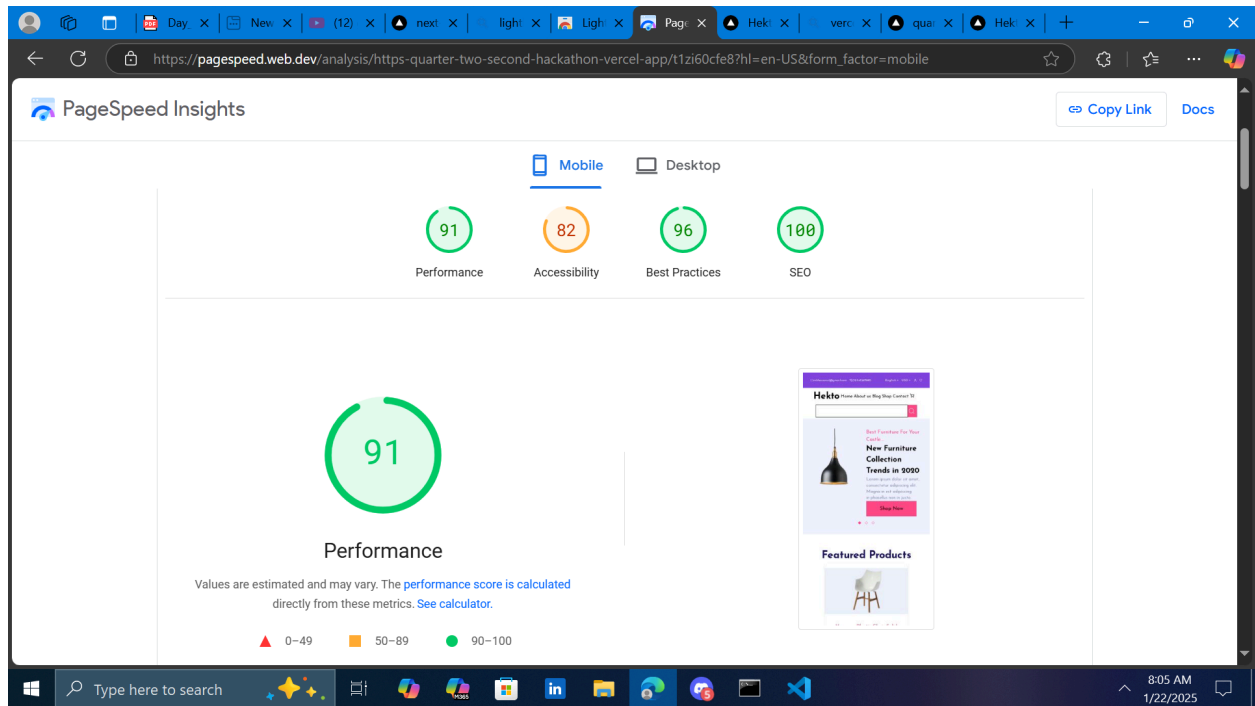 Day_
New
(12)
next
light
Light
Page
Hekt
verc
quar
Hekt
https://pagespeed.web.dev/analysis/https-quarter-two-second-hackathon-vercel-app/t1zi60cfe8?hl=en-US&form_factor=mobile
PageSpeed Insights
Copy Link
Docs
Mobile
Desktop
91
82
96
100
Performance
Accessibility
Best Practices
SEO
91
Performance
Values are estimated and may vary. The performance score is calculated
directly from these metrics. See calculator.
0–49
50–89
90–100
Hekto Home About us Blog Shop Contact
Best Furniture For Your
Castle
New Furniture
Collection
Trends in 2020
Shop Now
Featured Products
Type here to search
8:05 AM
1/22/2025